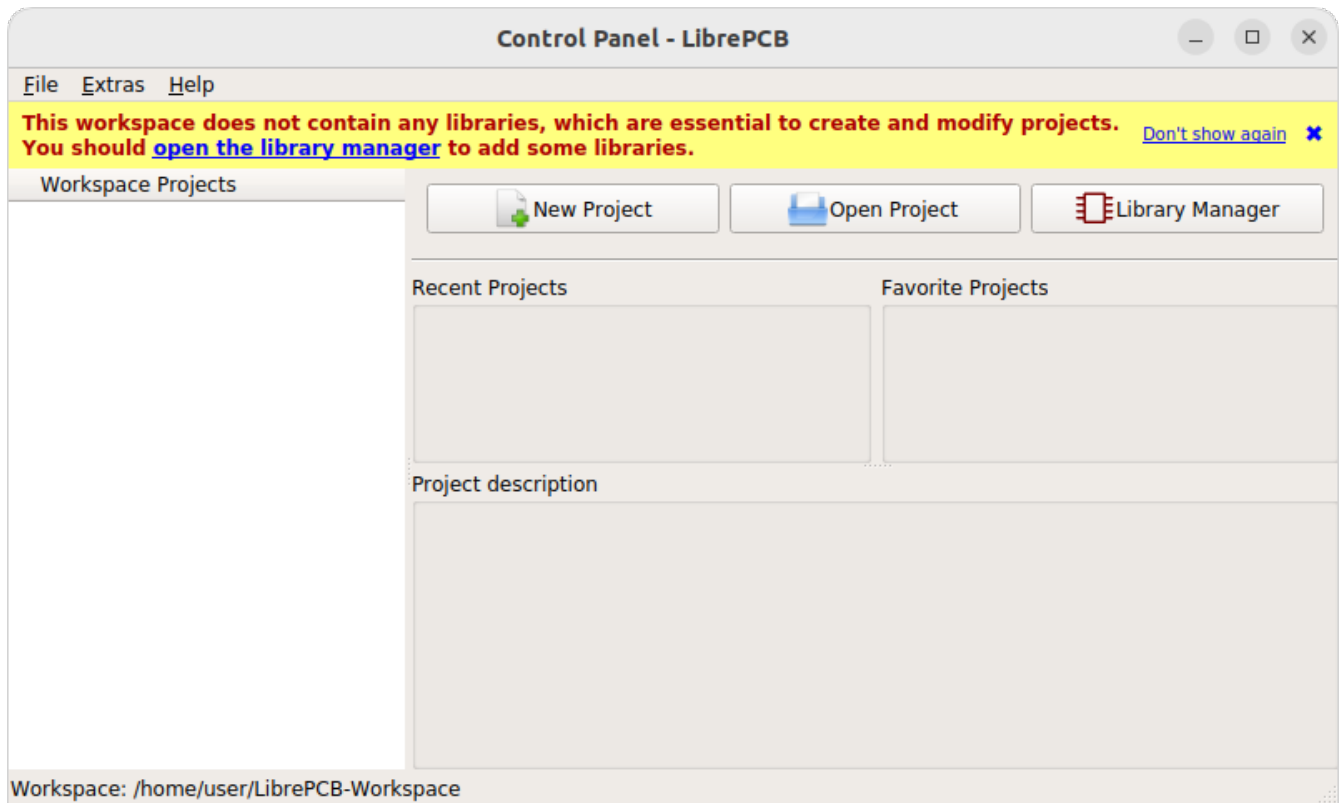 Control Panel - LibrePCB
File Extras Help
This workspace does not contain any libraries, which are essential to create and modify projects.
You should open the library manager to add some libraries.
Don't show again
Workspace Projects
New Project
Open Project
Library Manager
Recent Projects
Favorite Projects
Project description
Workspace: /home/user/LibrePCB-Workspace